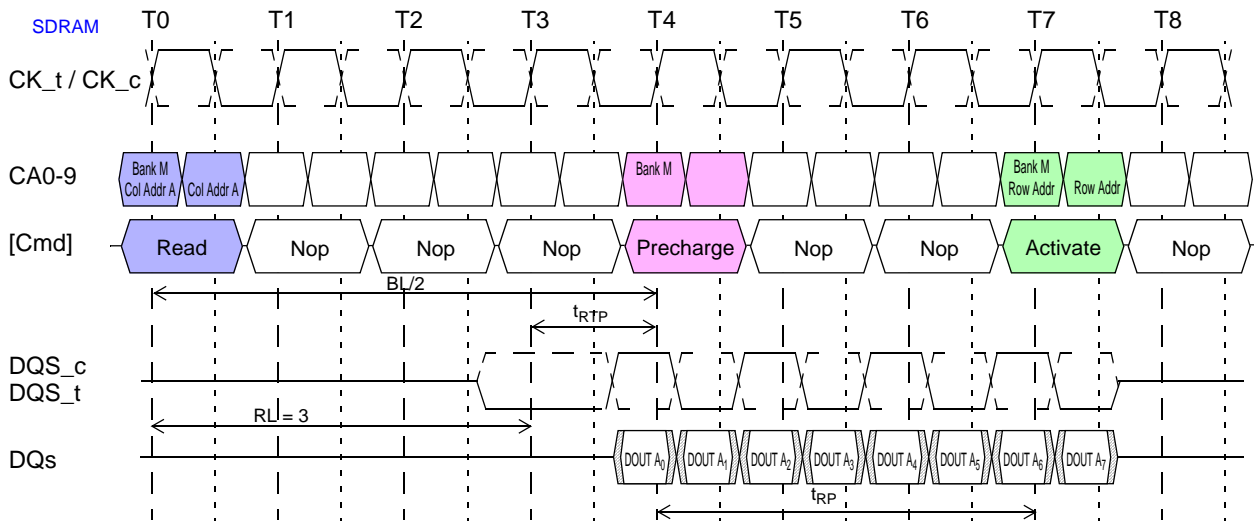 SDRAM
T0 T1 T2 T3 T4 T5 T6 T7 T8
CK_t / CK_c
CA0-9
Bank M
Col Addr A
Col Addr A
Bank M
Bank M
Row Addr
Row Addr
[Cmd]
Read Nop Nop Nop Precharge Nop Nop Activate Nop
BL/2
tRTP
DQS_c
DQS_t
RL = 3
DQs
DOUT A0 DOUT A1 DOUT A2 DOUT A3 DOUT A4 DOUT A5 DOUT A6 DOUT A7
tRP